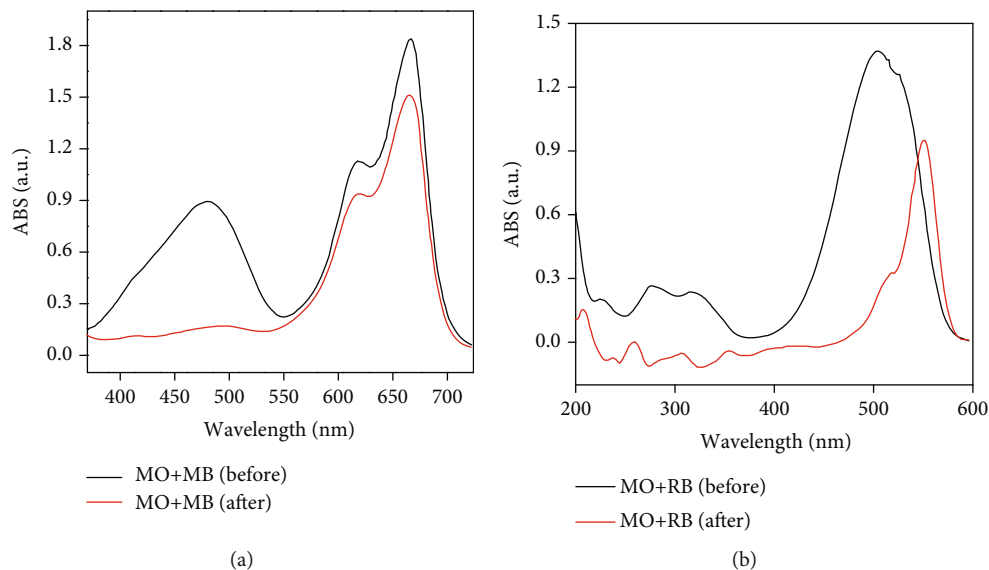 1.8
1.5
1.2
0.9
0.6
0.3
0.0
ABS (a.u.)
400 450 500 550 600 650 700
Wavelength (nm)
MO+MB (before)
MO+MB (after)
(a)
1.5
1.2
0.9
0.6
0.3
0.0
ABS (a.u.)
200 300 400 500 600
Wavelength (nm)
MO+RB (before)
MO+RB (after)
(b)